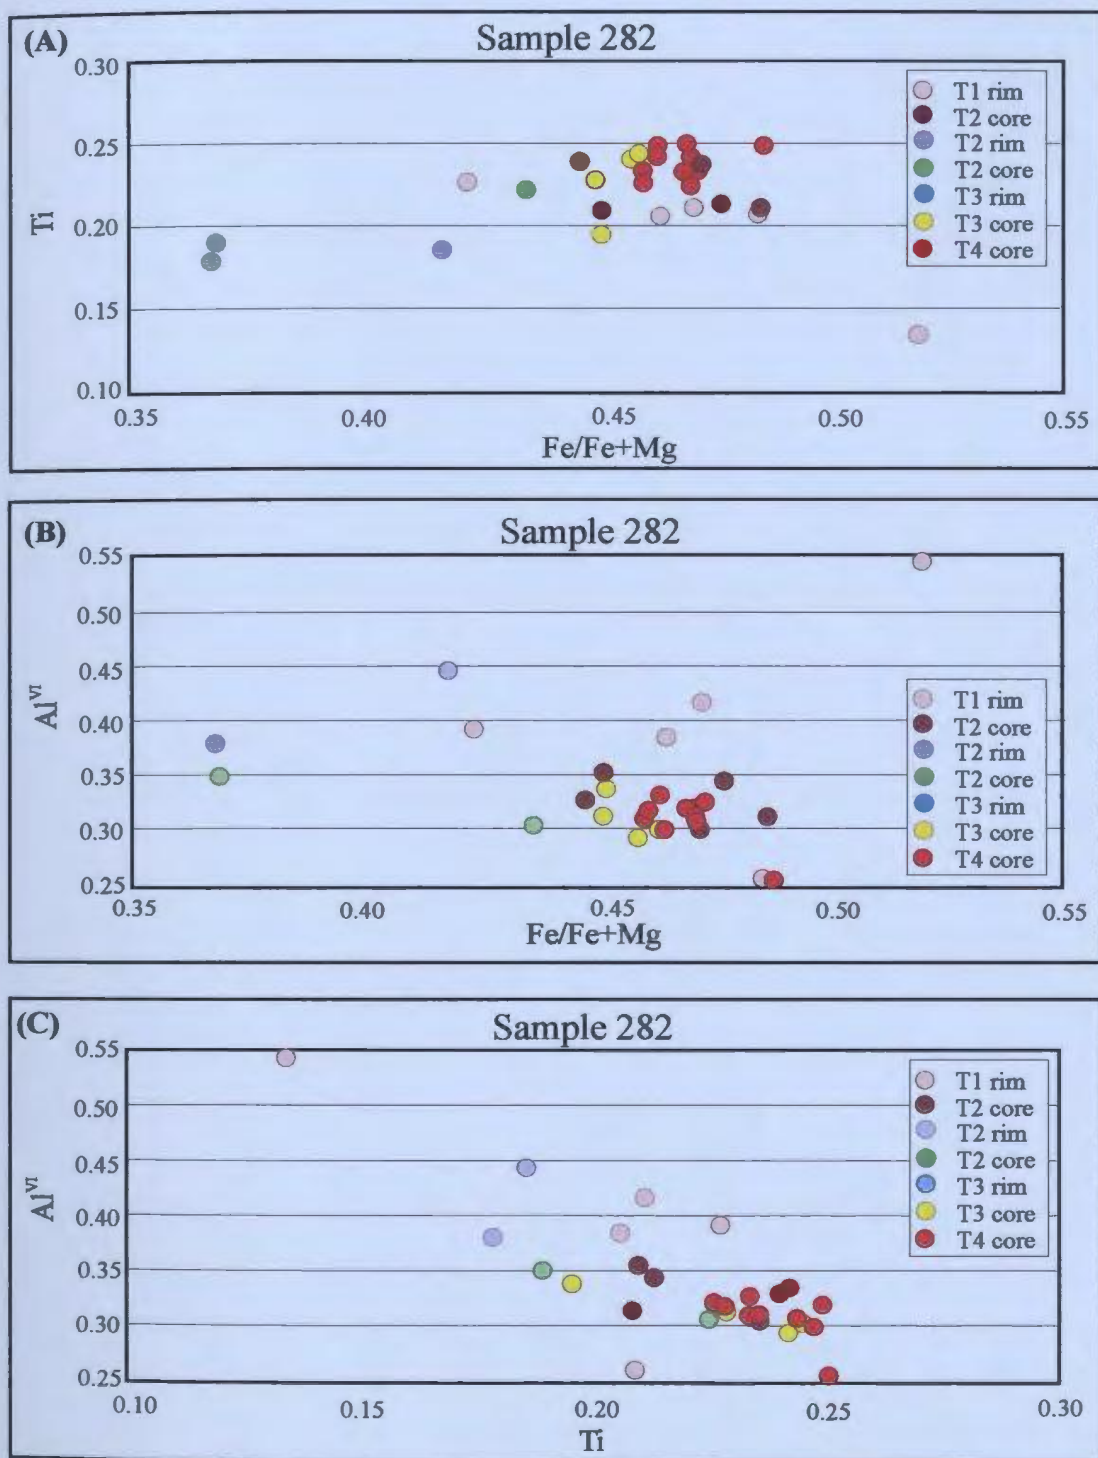 (A)
Sample 282
Ti
0.30
0.25
0.20
0.15
0.10
0.35
0.40
0.45
0.50
0.55
Fe/Fe+Mg
T1 rim
T2 core
T2 rim
T2 core
T3 rim
T3 core
T4 core
(B)
Sample 282
Al^VI
0.55
0.50
0.45
0.40
0.35
0.30
0.25
0.35
0.40
0.45
0.50
0.55
Fe/Fe+Mg
T1 rim
T2 core
T2 rim
T2 core
T3 rim
T3 core
T4 core
(C)
Sample 282
Al^VI
0.55
0.50
0.45
0.40
0.35
0.30
0.25
0.10
0.15
0.20
0.25
0.30
Ti
T1 rim
T2 core
T2 rim
T2 core
T3 rim
T3 core
T4 core